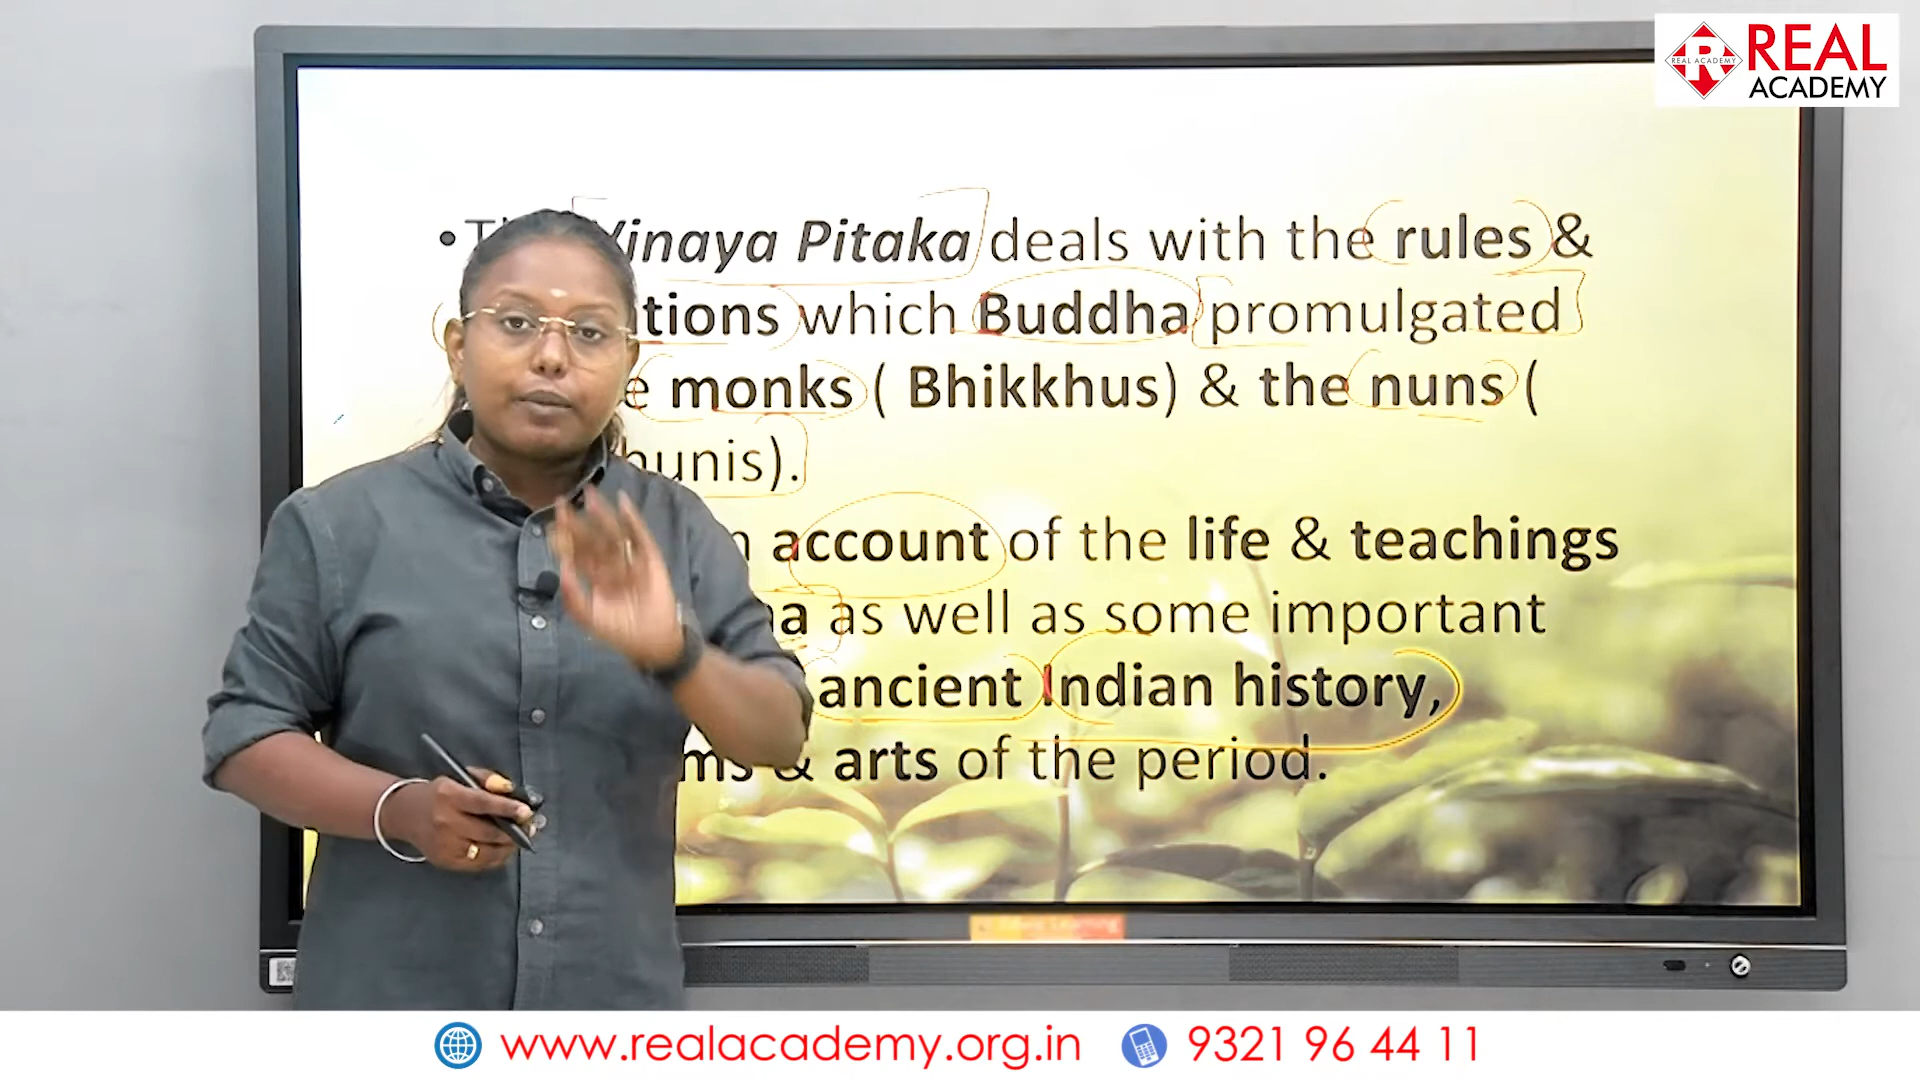 REAL ACADEMY
REAL
ACADEMY
• Vinaya Pitaka deals with the rules &
tions which Buddha promulgated
e monks ( Bhikkhus) & the nuns (
hunis).
account of the life & teachings
a as well as some important
ancient Indian history,
ms & arts of the period.
www.realacademy.org.in 9321 96 44 11